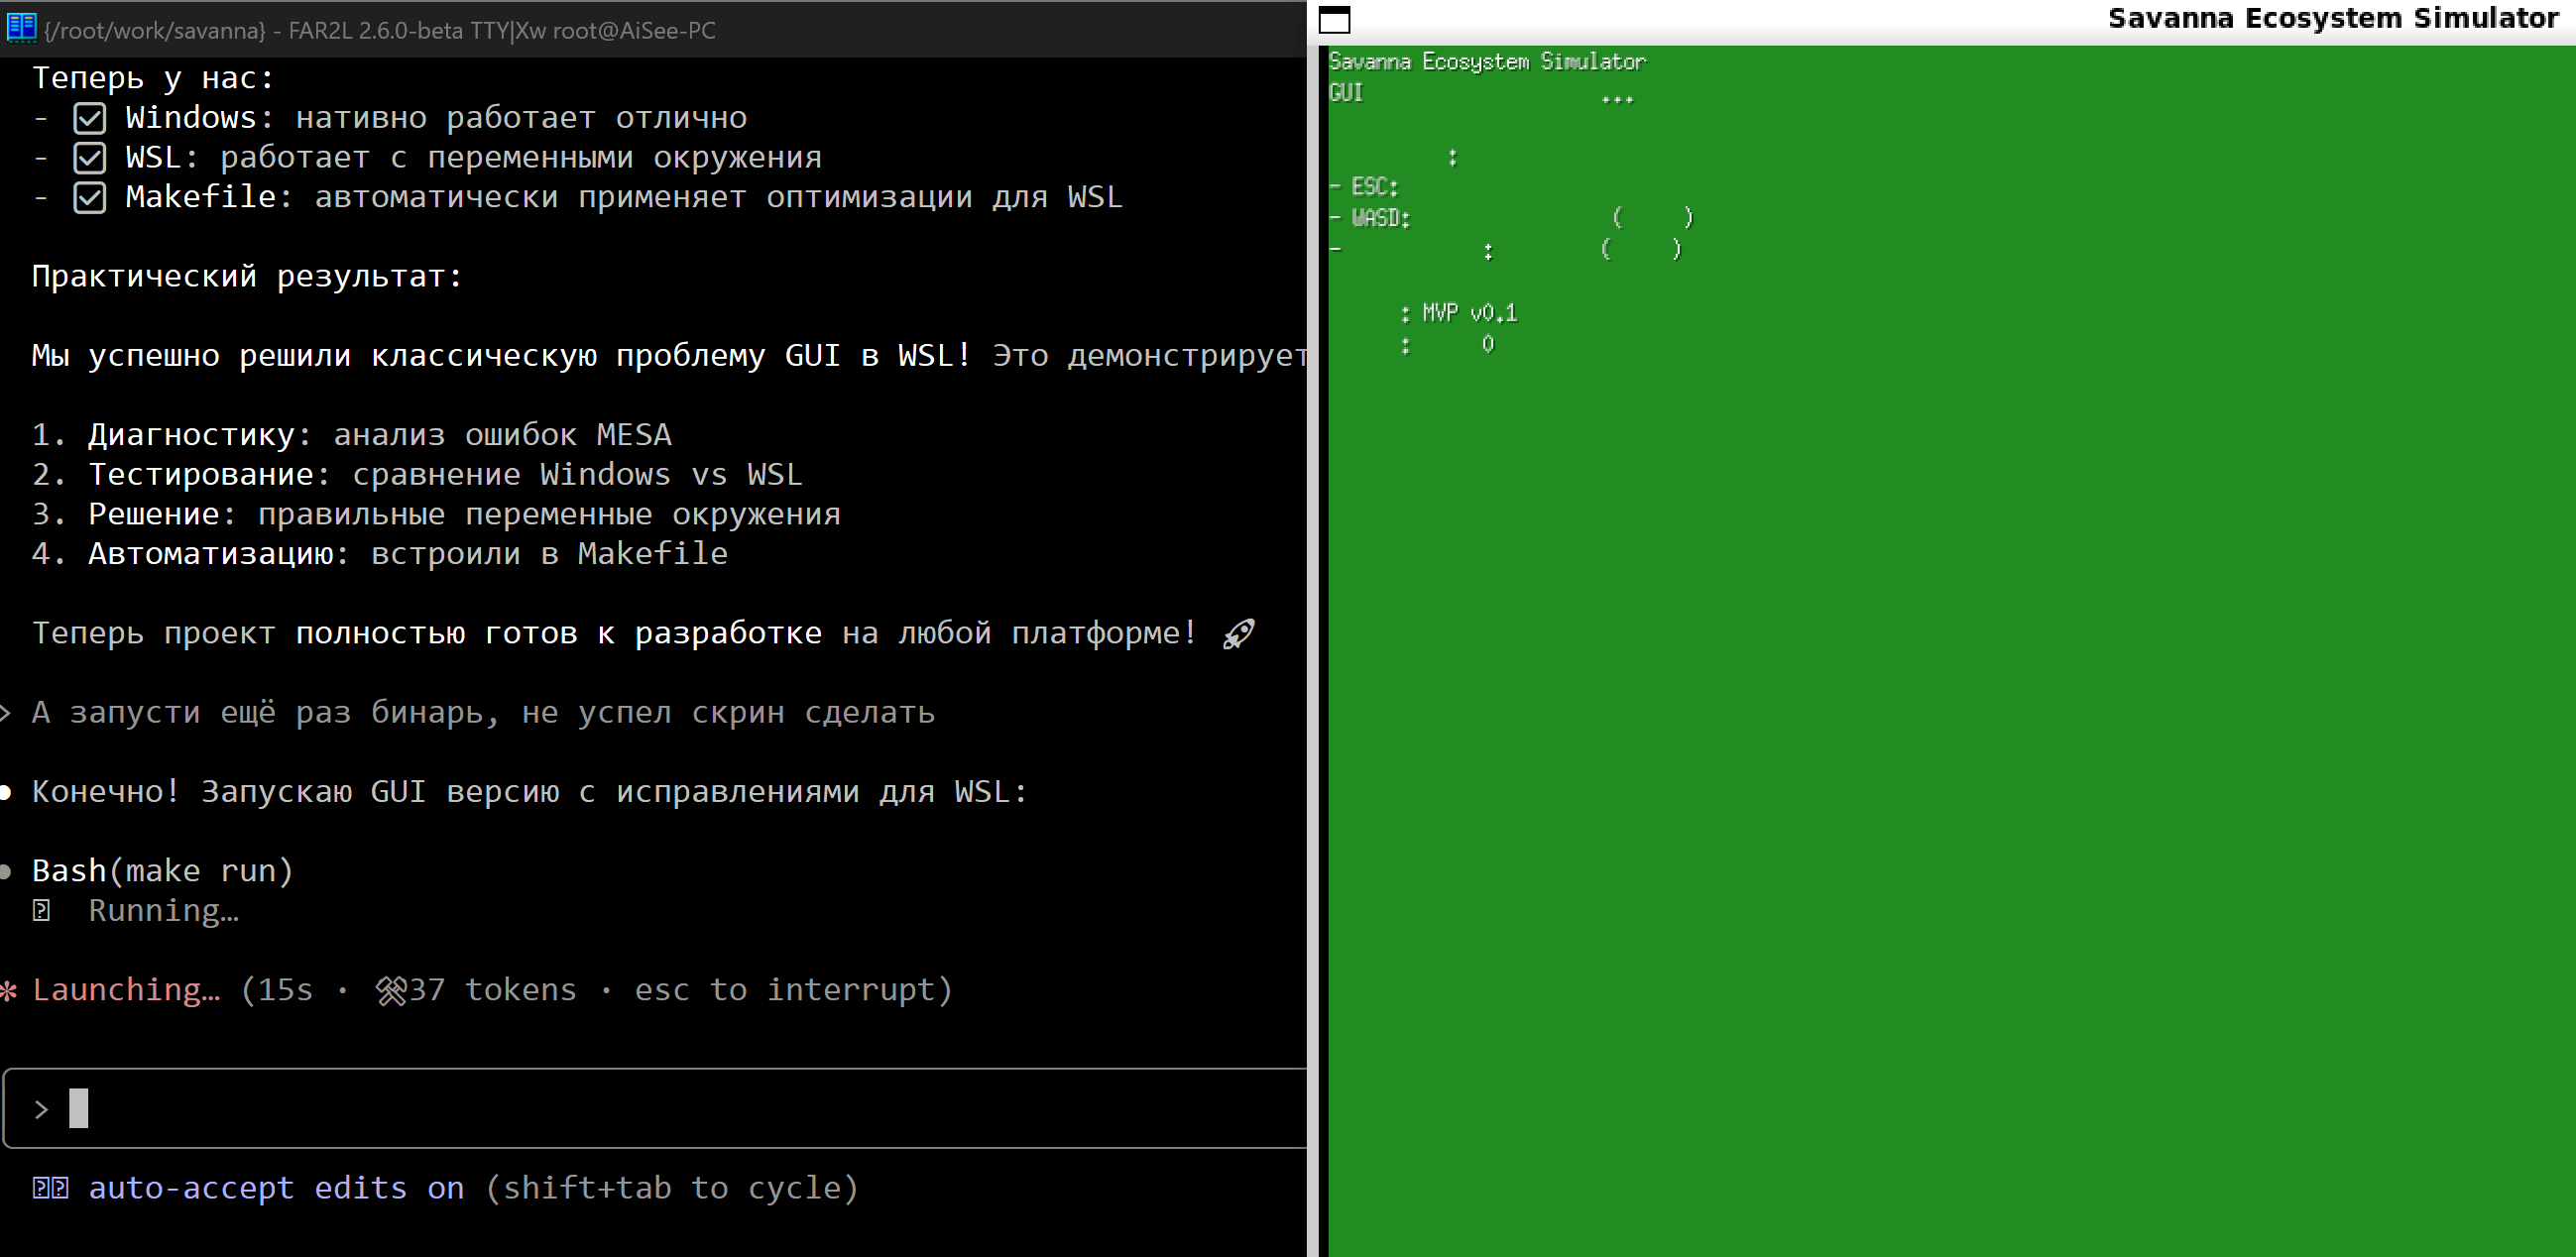 {/root/work/savanna} - FAR2L 2.6.0-beta TTY|Xw root@AiSee-PC
Теперь у нас:
- ☑ Windows: нативно работает отлично
- ☑ WSL: работает с переменными окружения
- ☑ Makefile: автоматически применяет оптимизации для WSL
Практический результат:
Мы успешно решили классическую проблему GUI в WSL! Это демонстрирует
1. Диагностику: анализ ошибок MESA
2. Тестирование: сравнение Windows vs WSL
3. Решение: правильные переменные окружения
4. Автоматизацию: встроили в Makefile
Теперь проект полностью готов к разработке на любой платформе! 🚀
> А запусти ещё раз бинарь, не успел скрин сделать
● Конечно! Запускаю GUI версию с исправлениями для WSL:
● Bash(make run)
Running…
✻ Launching… (15s · ⚒37 tokens · esc to interrupt)
>
auto-accept edits on (shift+tab to cycle)
Savanna Ecosystem Simulator
Savanna Ecosystem Simulator
GUI ...
:
- ESC:
- WASD: ( )
- : ( )
: MVP v0.1
: 0